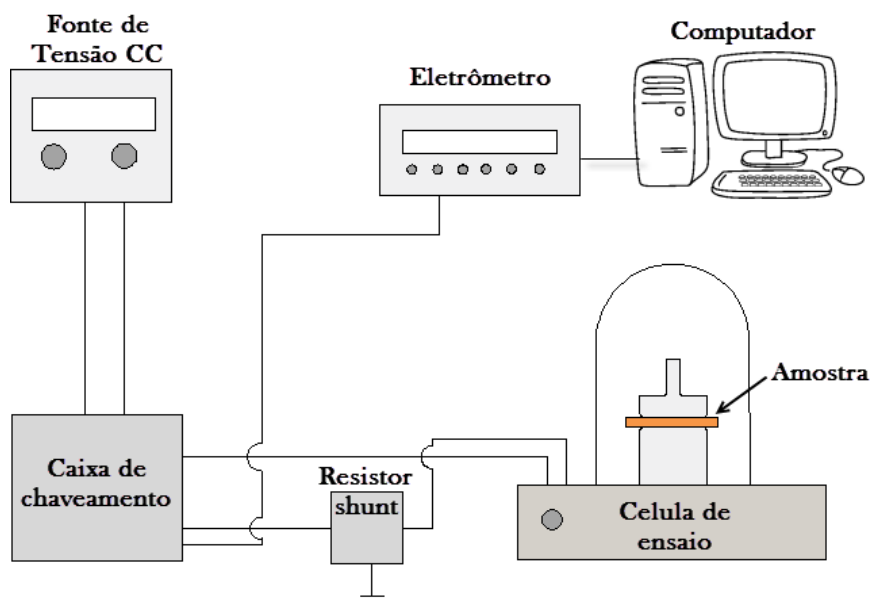 Fonte de
Tensão CC
Eletrômetro
Computador
Amostra
Caixa de
chaveamento
Resistor
shunt
Celula de
ensaio